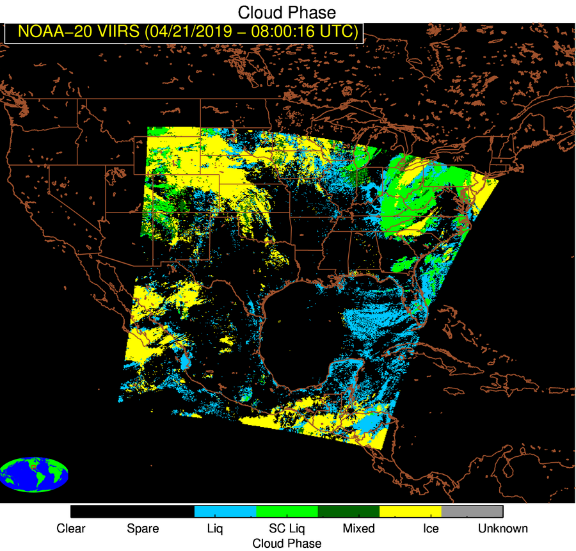 Cloud Phase
NOAA−20 VIIRS (04/21/2019 − 08:00:16 UTC)
Clear Spare Liq SC Liq Mixed Ice Unknown
Cloud Phase